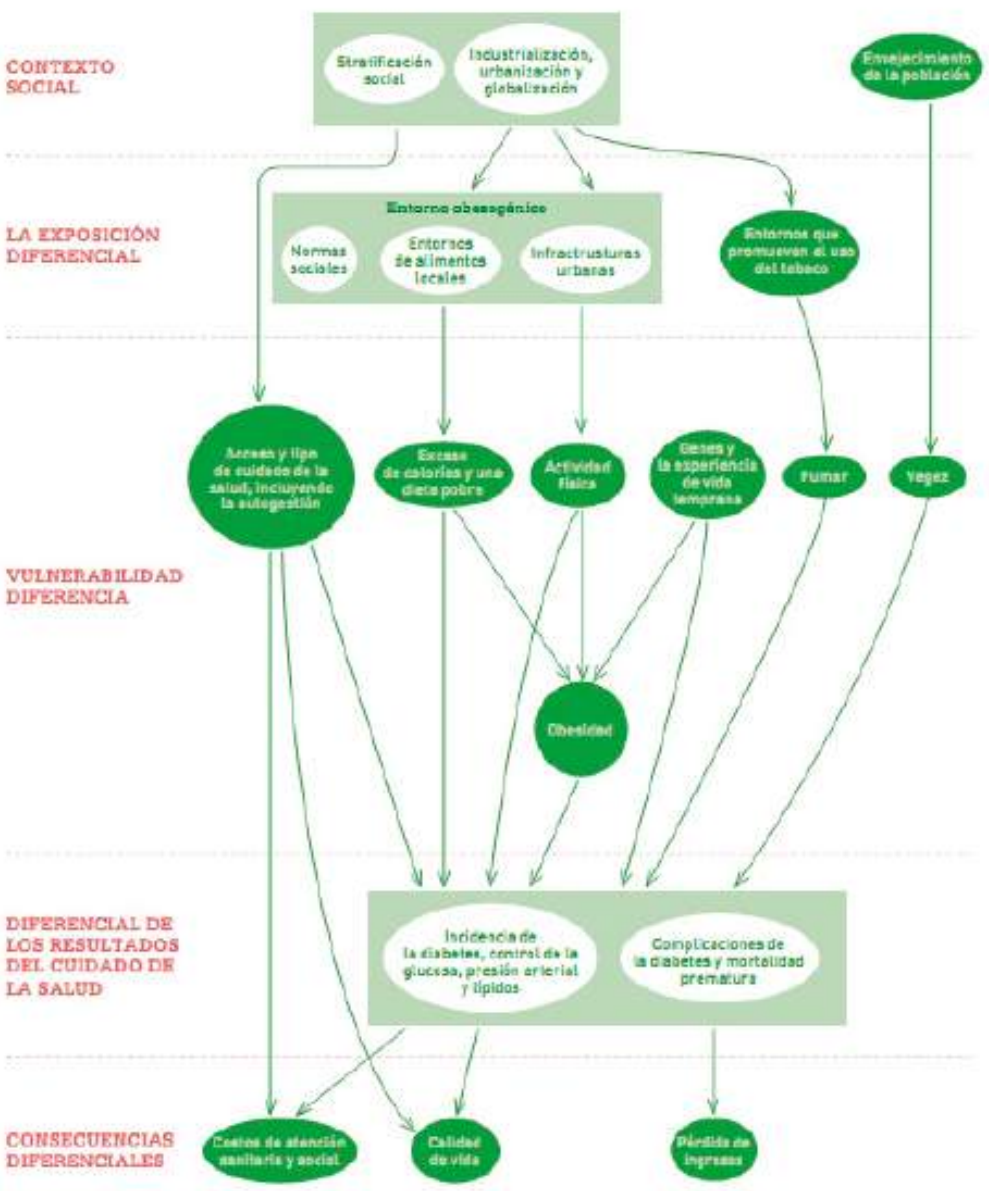 CONTEXTO
SOCIAL
Stratificación
social
Industrialización,
urbanización y
globalización
Envejecimiento
de la población
LA EXPOSICIÓN
DIFERENCIAL
Entorno obesogénico
Normas
sociales
Entornos
de alimentos
locales
Infractrusturas
urbanas
Entornos que
promueven el uso
del tabaco
Acceso y tipo
de cuidado de la
salud, incluyendo
la autogestión
Exceso
de calorías y una
dieta pobre
Actividad
física
Genes y
la experiencia
de vida
temprana
Fumar
Vegez
VULNERABILIDAD
DIFERENCIA
Obesidad
DIFERENCIAL DE
LOS RESULTADOS
DEL CUIDADO DE
LA SALUD
Incidencia de
la diabetes, control de la
glucosa, presión arterial
y lípidos
Complicaciones de
la diabetes y mortalidad
prematura
CONSECUENCIAS
DIFERENCIALES
Costos de atención
sanitaria y social
Calidad
de vida
Pérdida de
ingresos